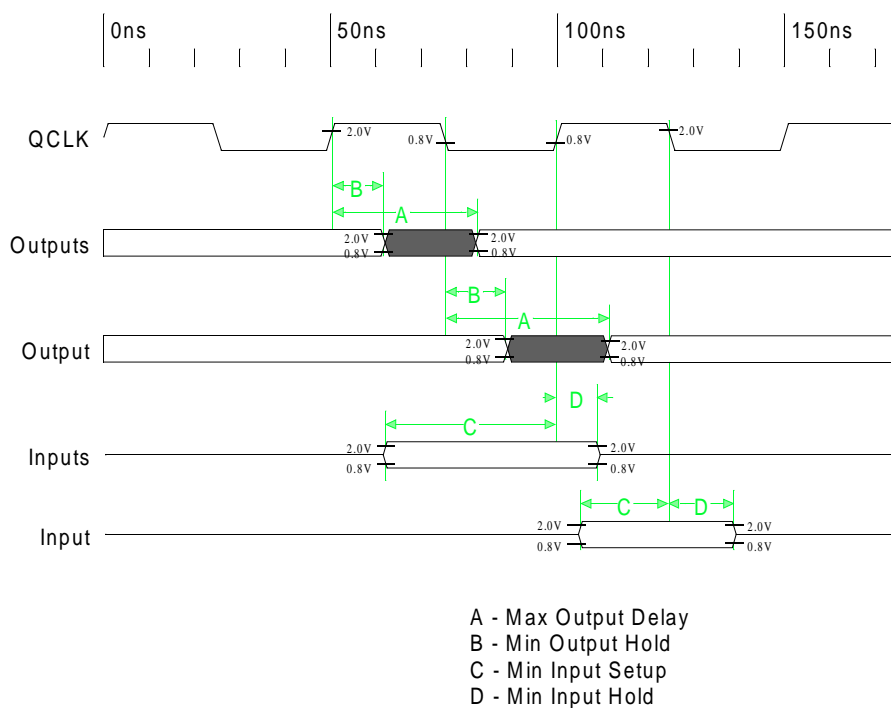 0ns 50ns 100ns 150ns
QCLK 2.0V 0.8V 0.8V 2.0V
B
A
Outputs 2.0V 2.0V
0.8V 0.8V
B
A
Output 2.0V 2.0V
0.8V 0.8V
D
C
Inputs 2.0V 2.0V
0.8V 0.8V
C D
Input 2.0V 2.0V
0.8V 0.8V
A - Max Output Delay
B - Min Output Hold
C - Min Input Setup
D - Min Input Hold